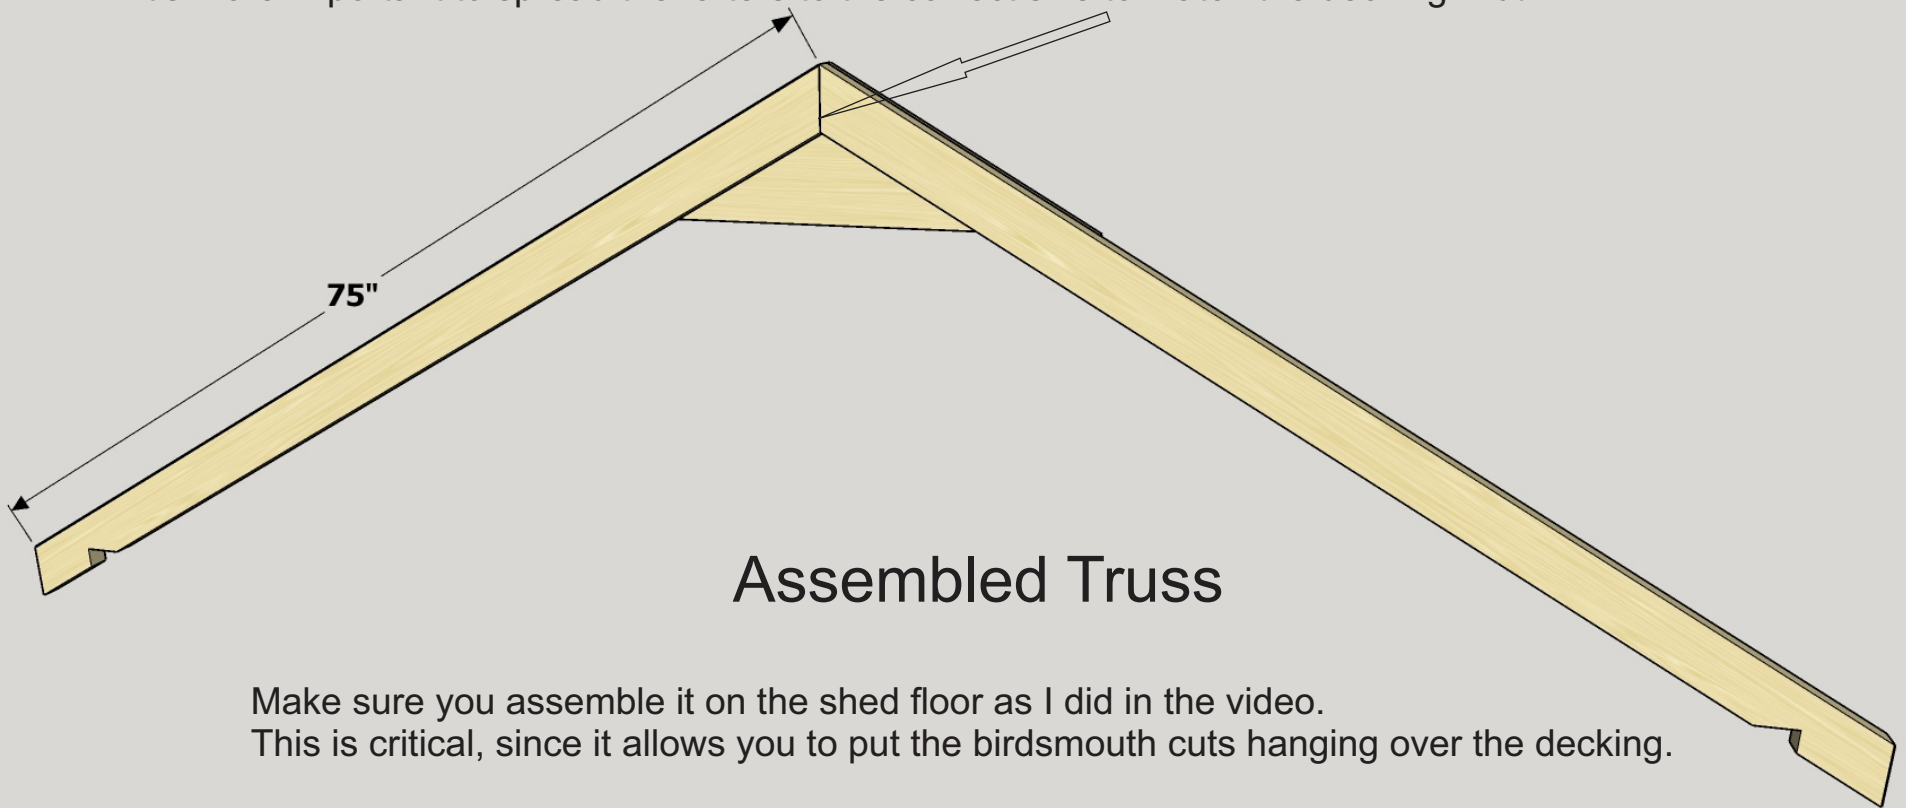 75"
Assembled Truss
Make sure you assemble it on the shed floor as I did in the video.
This is critical, since it allows you to put the birdsmouth cuts hanging over the decking.